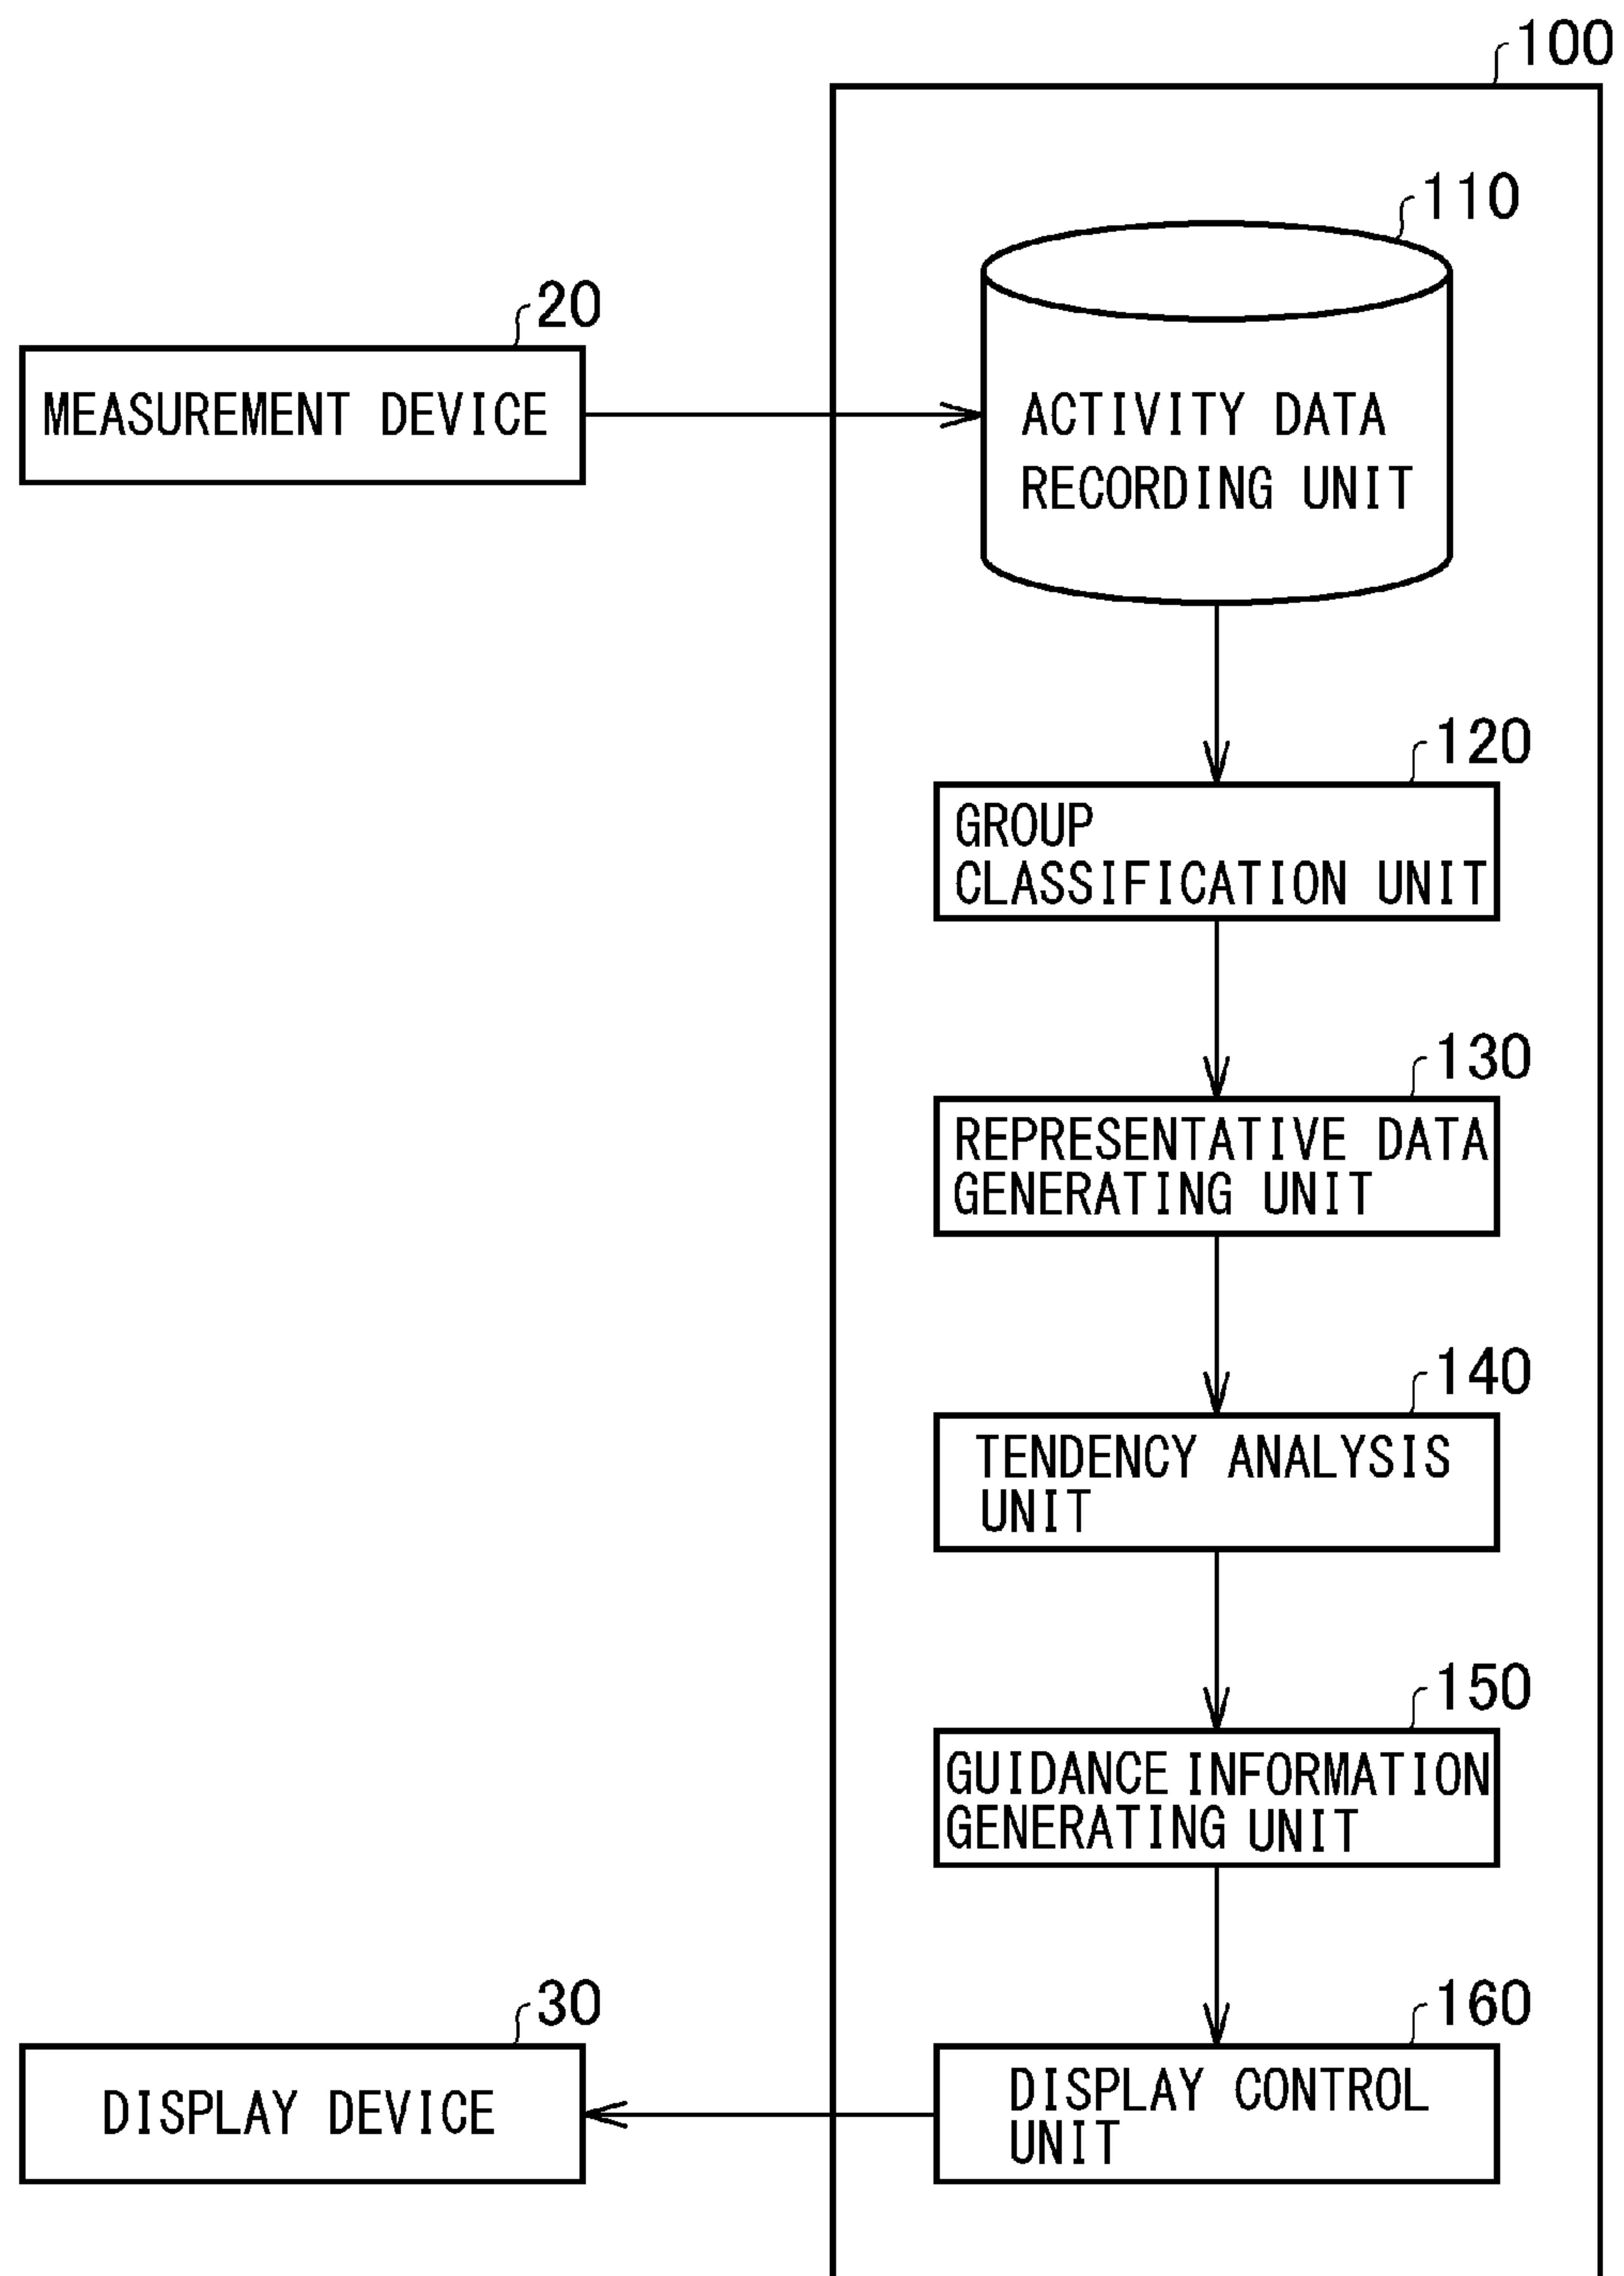 100
110
20
MEASUREMENT DEVICE
ACTIVITY DATA
RECORDING UNIT
120
GROUP
CLASSIFICATION UNIT
130
REPRESENTATIVE DATA
GENERATING UNIT
140
TENDENCY ANALYSIS
UNIT
150
GUIDANCE INFORMATION
GENERATING UNIT
30
160
DISPLAY DEVICE
DISPLAY CONTROL
UNIT